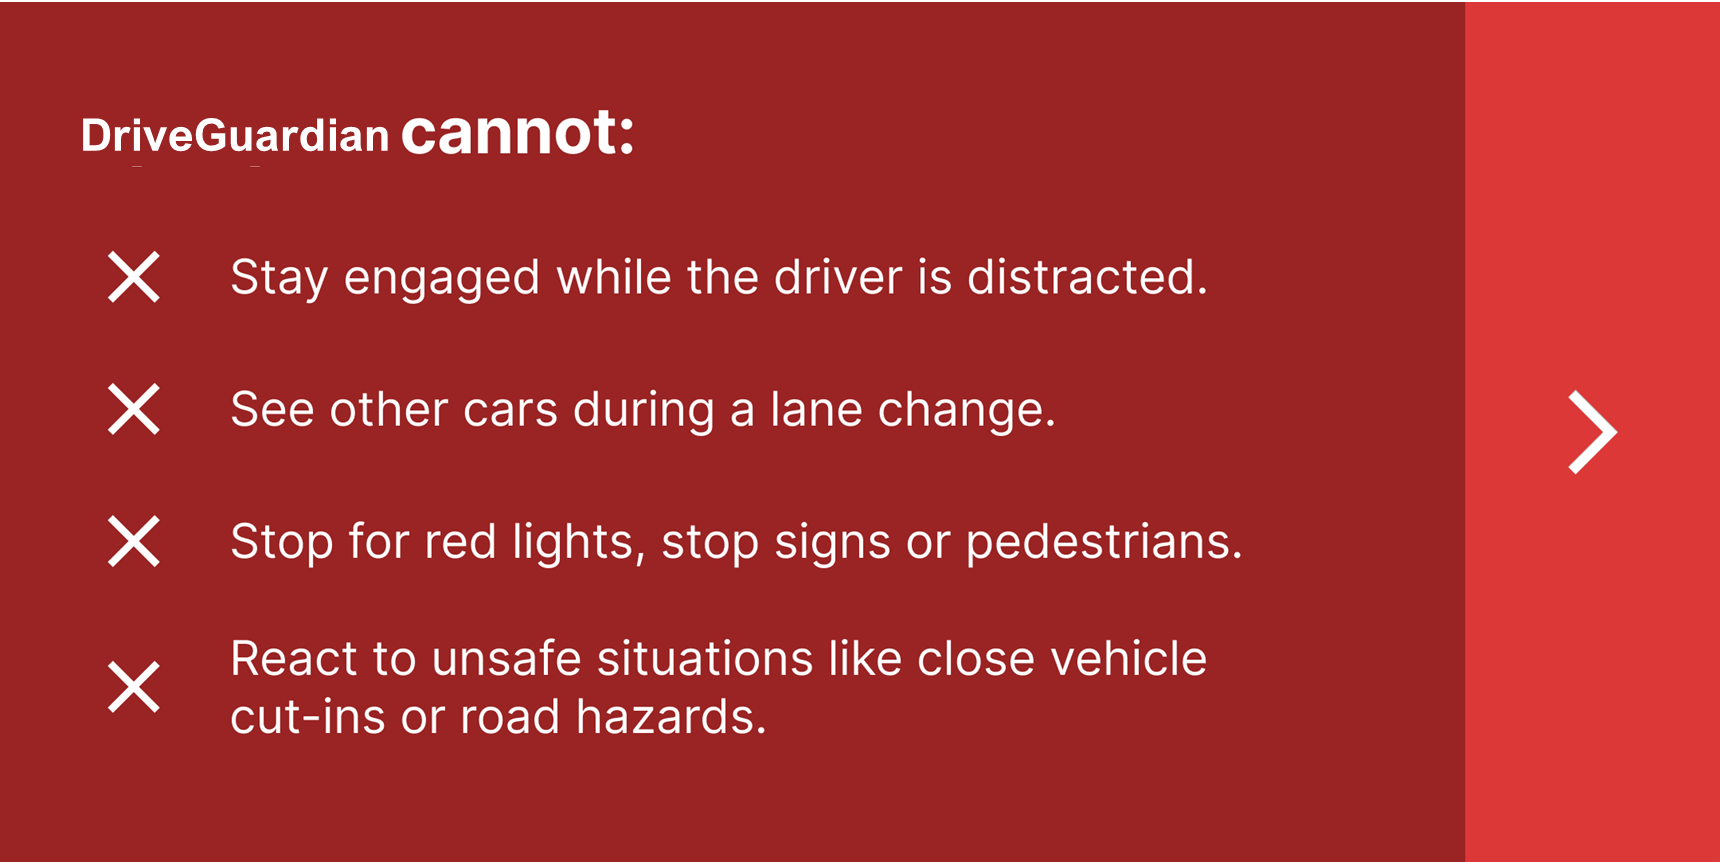 DriveGuardian cannot:
Stay engaged while the driver is distracted.
See other cars during a lane change.
Stop for red lights, stop signs or pedestrians.
React to unsafe situations like close vehicle
cut-ins or road hazards.